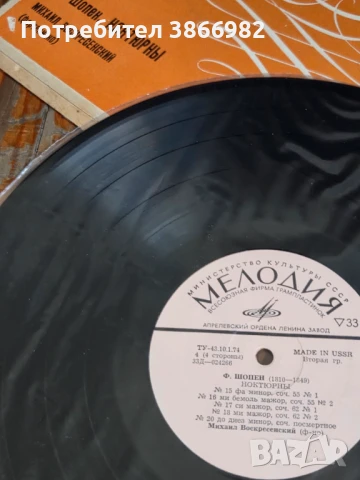 Потребител 3866982
ШОПЕН. НОКТЮРНЫ
МИХАИЛ
МИНИСТЕРСТВО КУЛЬТУРЫ СССР
МЕЛОДИЯ
ВСЕСОЮЗНАЯ ФИРМА ГРАМПЛАСТИНОК
33
АПРЕЛЕВСКИЙ ОРДЕНА ЛЕНИНА ЗАВОД
ТУ-43.10.1.74 MADE IN USSR
4 (4 стороны) Вторая гр.
33Д—024266
Ф. ШОПЕН (1810—1849)
НОКТЮРНЫ
№ 15 фа минор, соч. 55 № 1
№ 16 ми бемоль мажор, соч. 55 № 2
№ 17 си мажор, соч. 62 № 1
№ 18 ми мажор, соч. 62 № 2
№ 20 до диез минор, соч. посмертное
Михаил Воскресенский (ф-но)
BAZAR
.bg